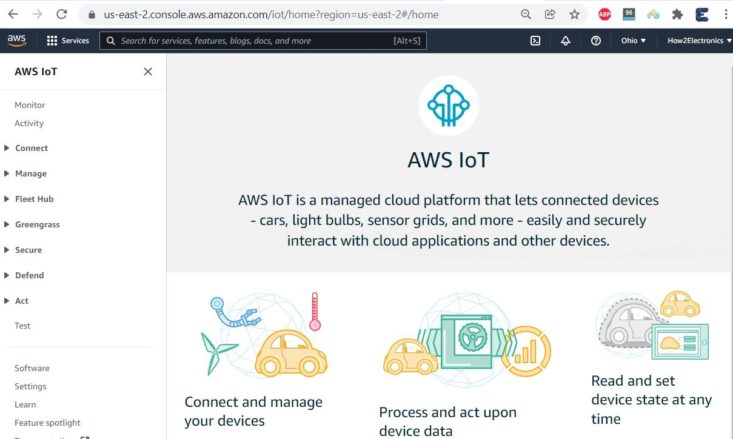 us-east-2.console.aws.amazon.com/iot/home?region=us-east-2#/home
ABP
96
aws
Services
Search for services, features, blogs, docs, and more
[Alt+S]
Ohio
How2Electronics
AWS IoT
Monitor
Activity
Connect
Manage
Fleet Hub
Greengrass
Secure
Defend
Act
Test
Software
Settings
Learn
Feature spotlight
AWS IoT
AWS IoT is a managed cloud platform that lets connected devices
- cars, light bulbs, sensor grids, and more - easily and securely
interact with cloud applications and other devices.
Connect and manage
your devices
Process and act upon
device data
Read and set
device state at any
time